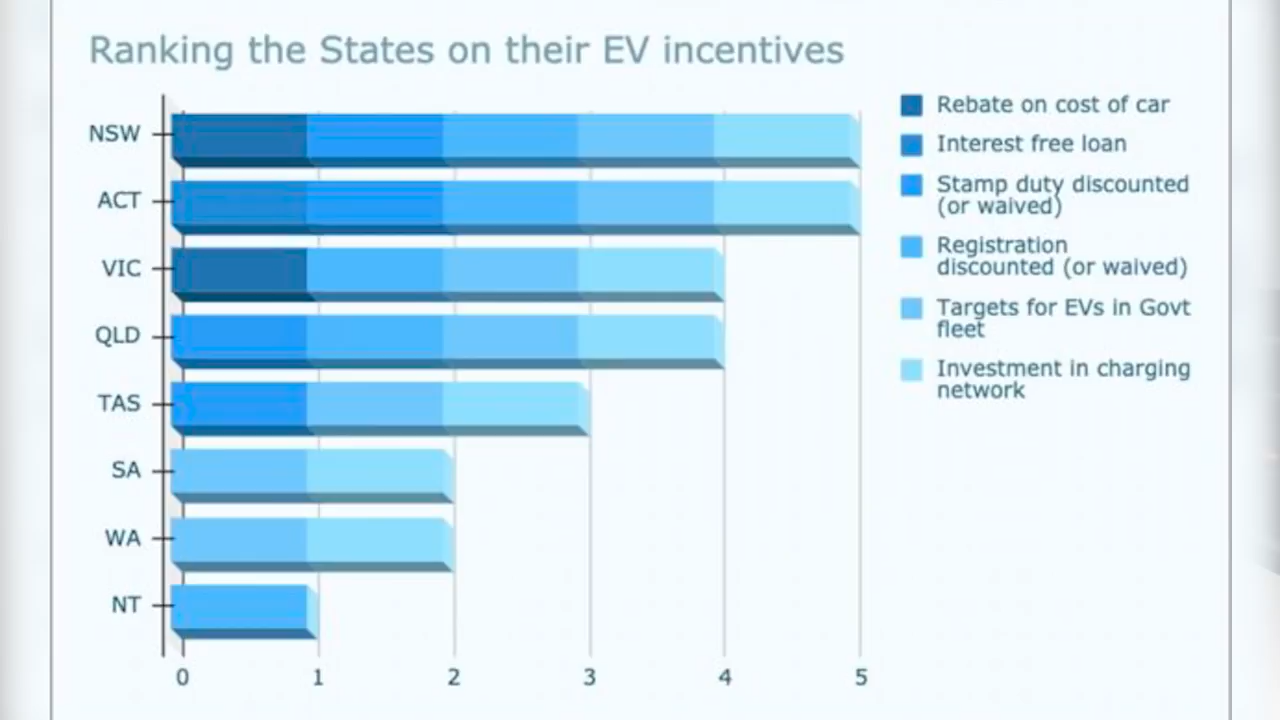 Ranking the States on their EV incentives
NSW
ACT
VIC
QLD
TAS
SA
WA
NT
0 1 2 3 4 5
Rebate on cost of car
Interest free loan
Stamp duty discounted
(or waived)
Registration
discounted (or waived)
Targets for EVs in Govt
fleet
Investment in charging
network